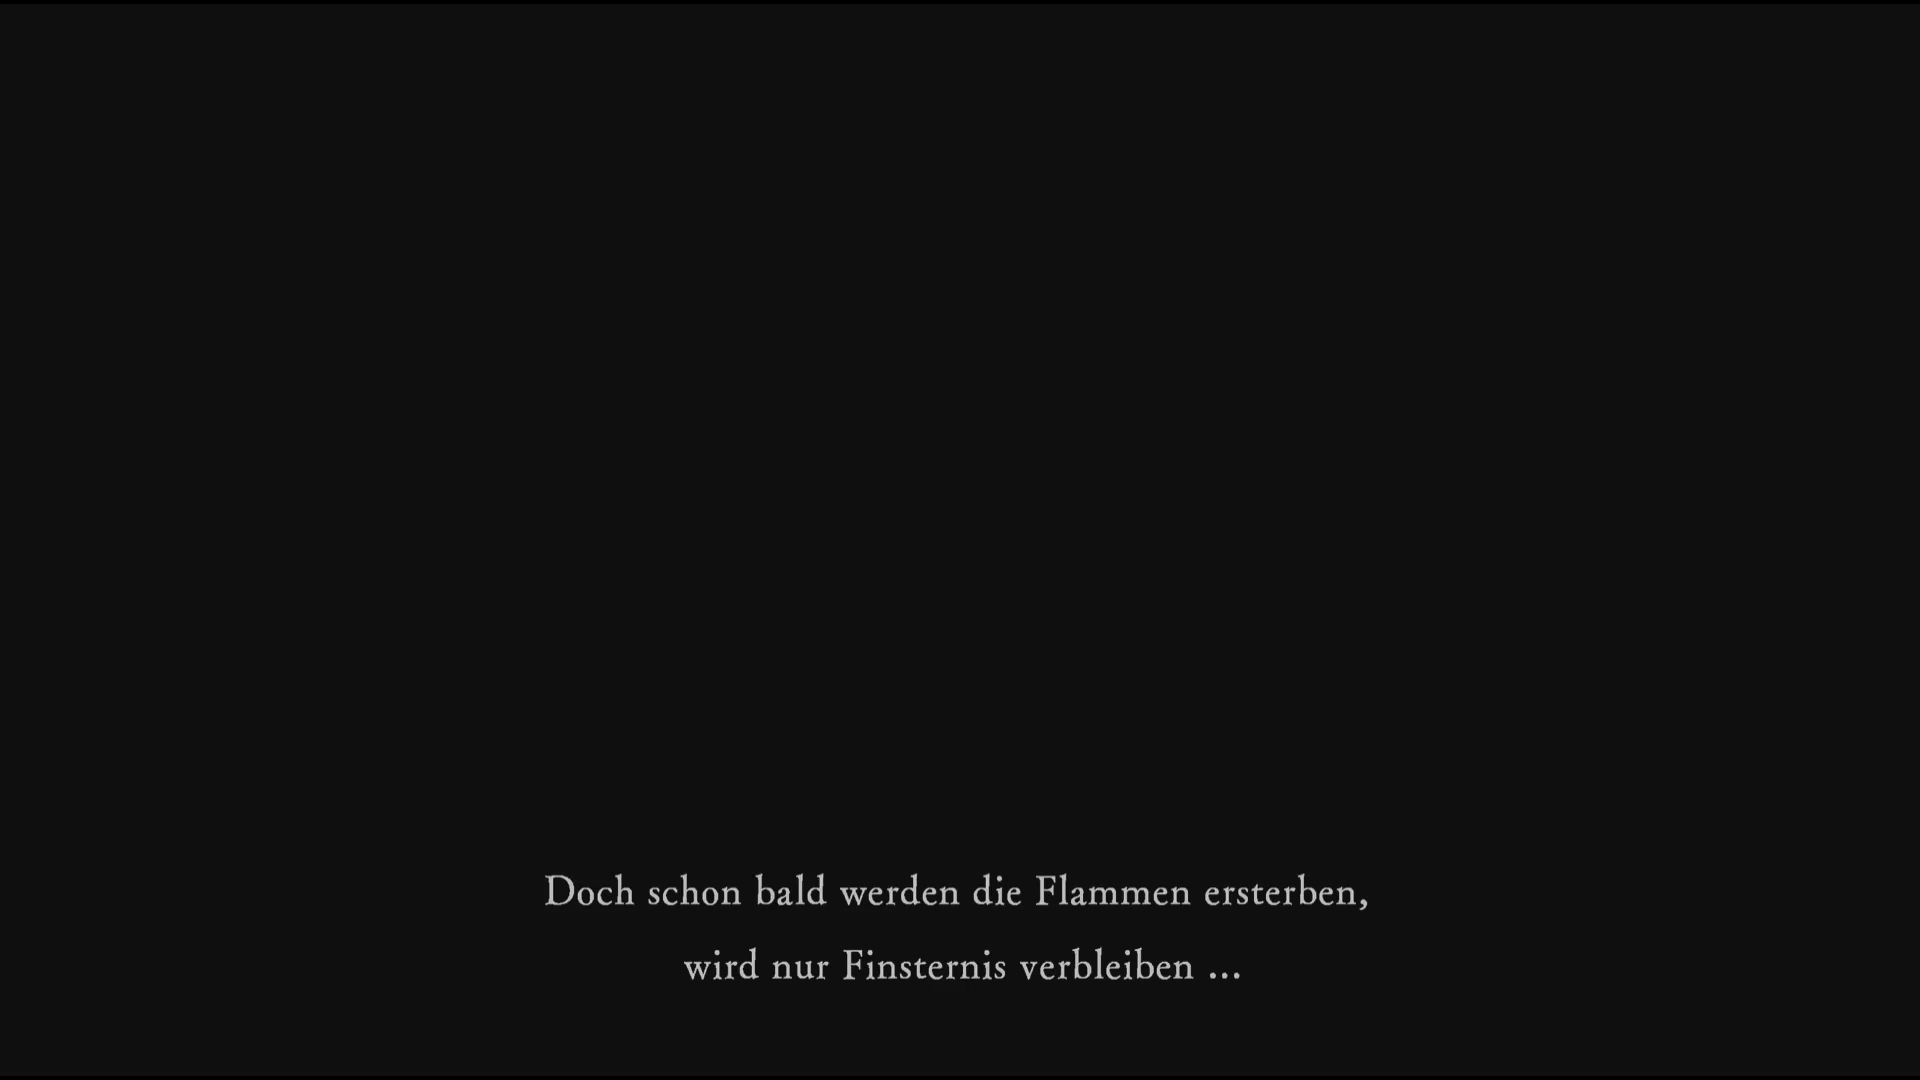 Doch schon bald werden die Flammen ersterben,
wird nur Finsternis verbleiben ...